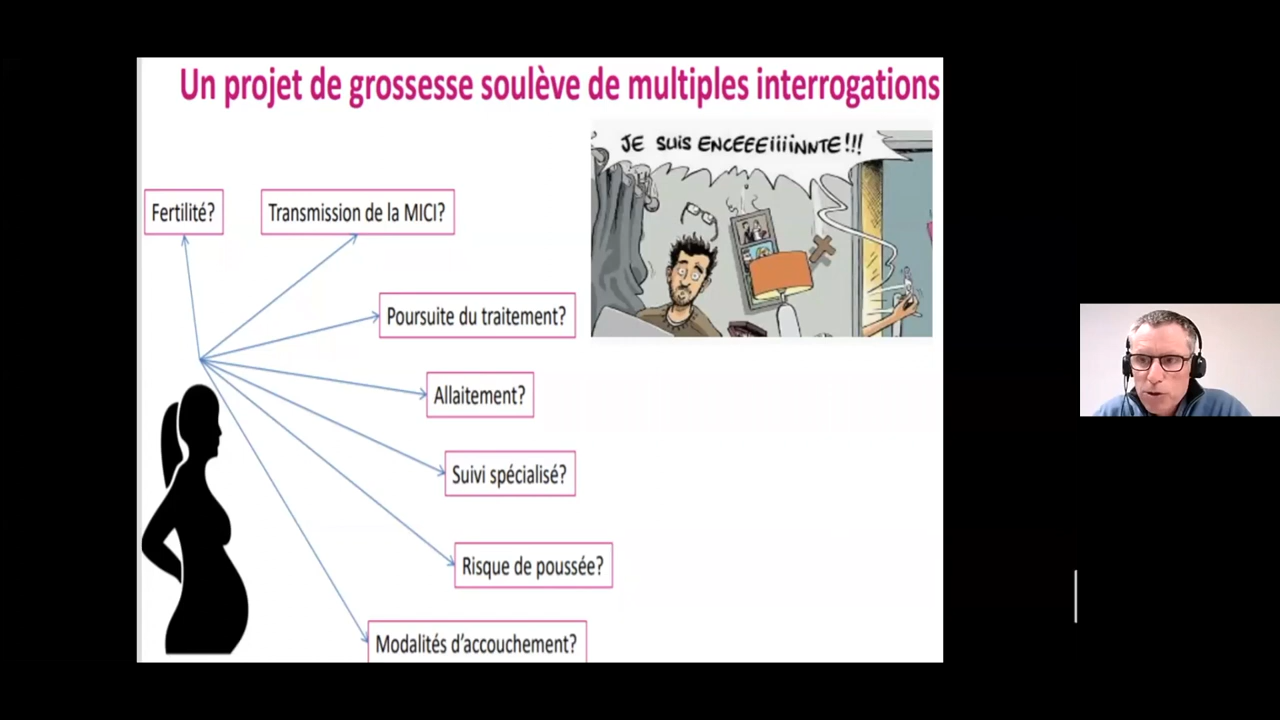 Un projet de grossesse soulève de multiples interrogations
JE SUIS ENCEEEiiiiNNTE!!!
Fertilité?
Transmission de la MICI?
Poursuite du traitement?
Allaitement?
Suivi spécialisé?
Risque de poussée?
Modalités d'accouchement?